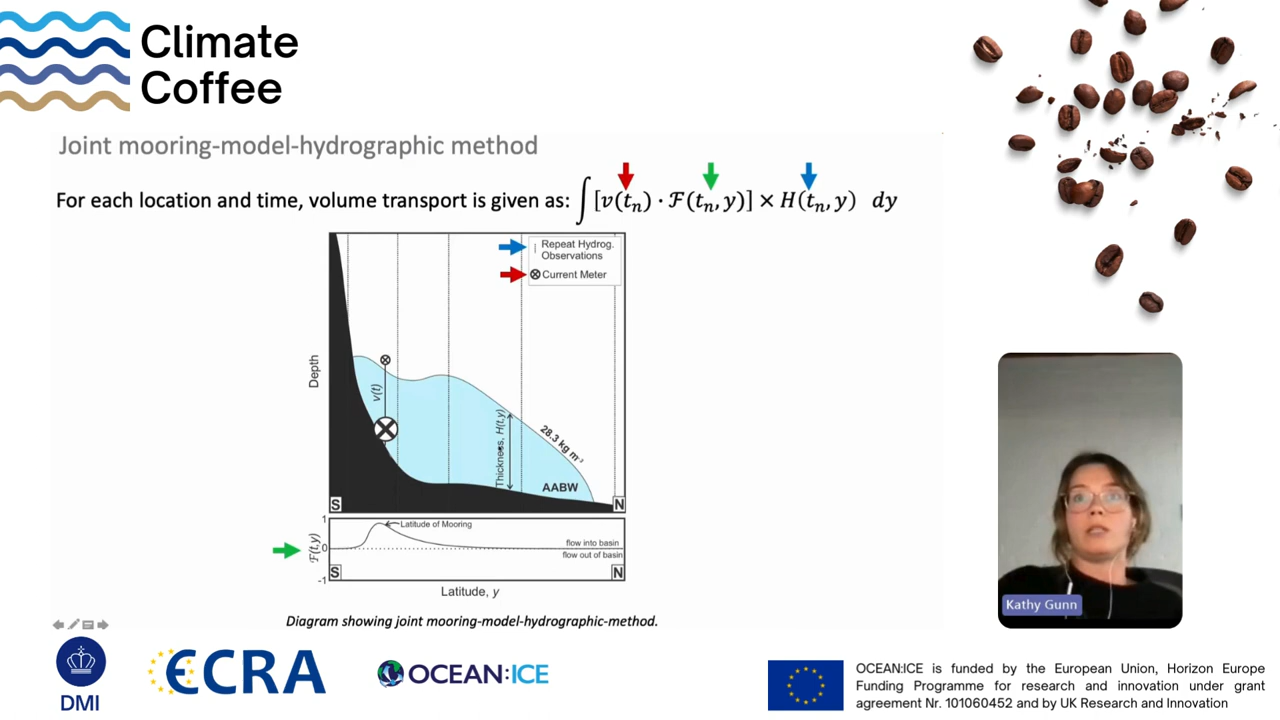 Climate
Coffee
Joint mooring-model-hydrographic method
For each location and time, volume transport is given as: ∫ [v(tₙ) · ℱ(tₙ, y)] × H(tₙ, y) dy
Repeat Hydrog.
Observations
Current Meter
Depth
v(t)
Thickness, H(t,y)
28.3 kg m⁻³
AABW
S
N
1
Latitude of Mooring
ℱ(t,y)
0
flow into basin
flow out of basin
-1
S
N
Latitude, y
Diagram showing joint mooring-model-hydrographic-method.
Kathy Gunn
DMI
ECRA
OCEAN:ICE
OCEAN:ICE is funded by the European Union, Horizon Europe
Funding Programme for research and innovation under grant
agreement Nr. 101060452 and by UK Research and Innovation